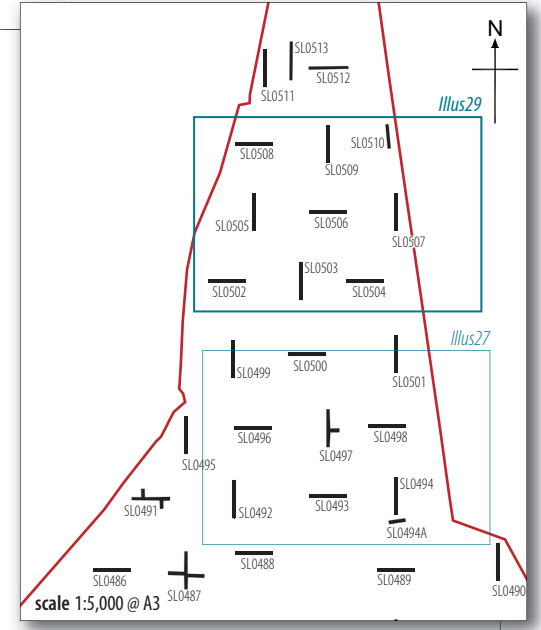 N
SL0513
SL0512
SL0511
Illus29
SL0510
SL0508
SL0509
SL0505
SL0506
SL0507
SL0503
SL0502
SL0504
Illus27
SL0499
SL0500
SL0501
SL0496
SL0498
SL0497
SL0495
SL0494
SL0493
SL0492
SL0491
SL0494A
SL0488
SL0486
SL0489
SL0487
SL0490
scale 1:5,000 @ A3